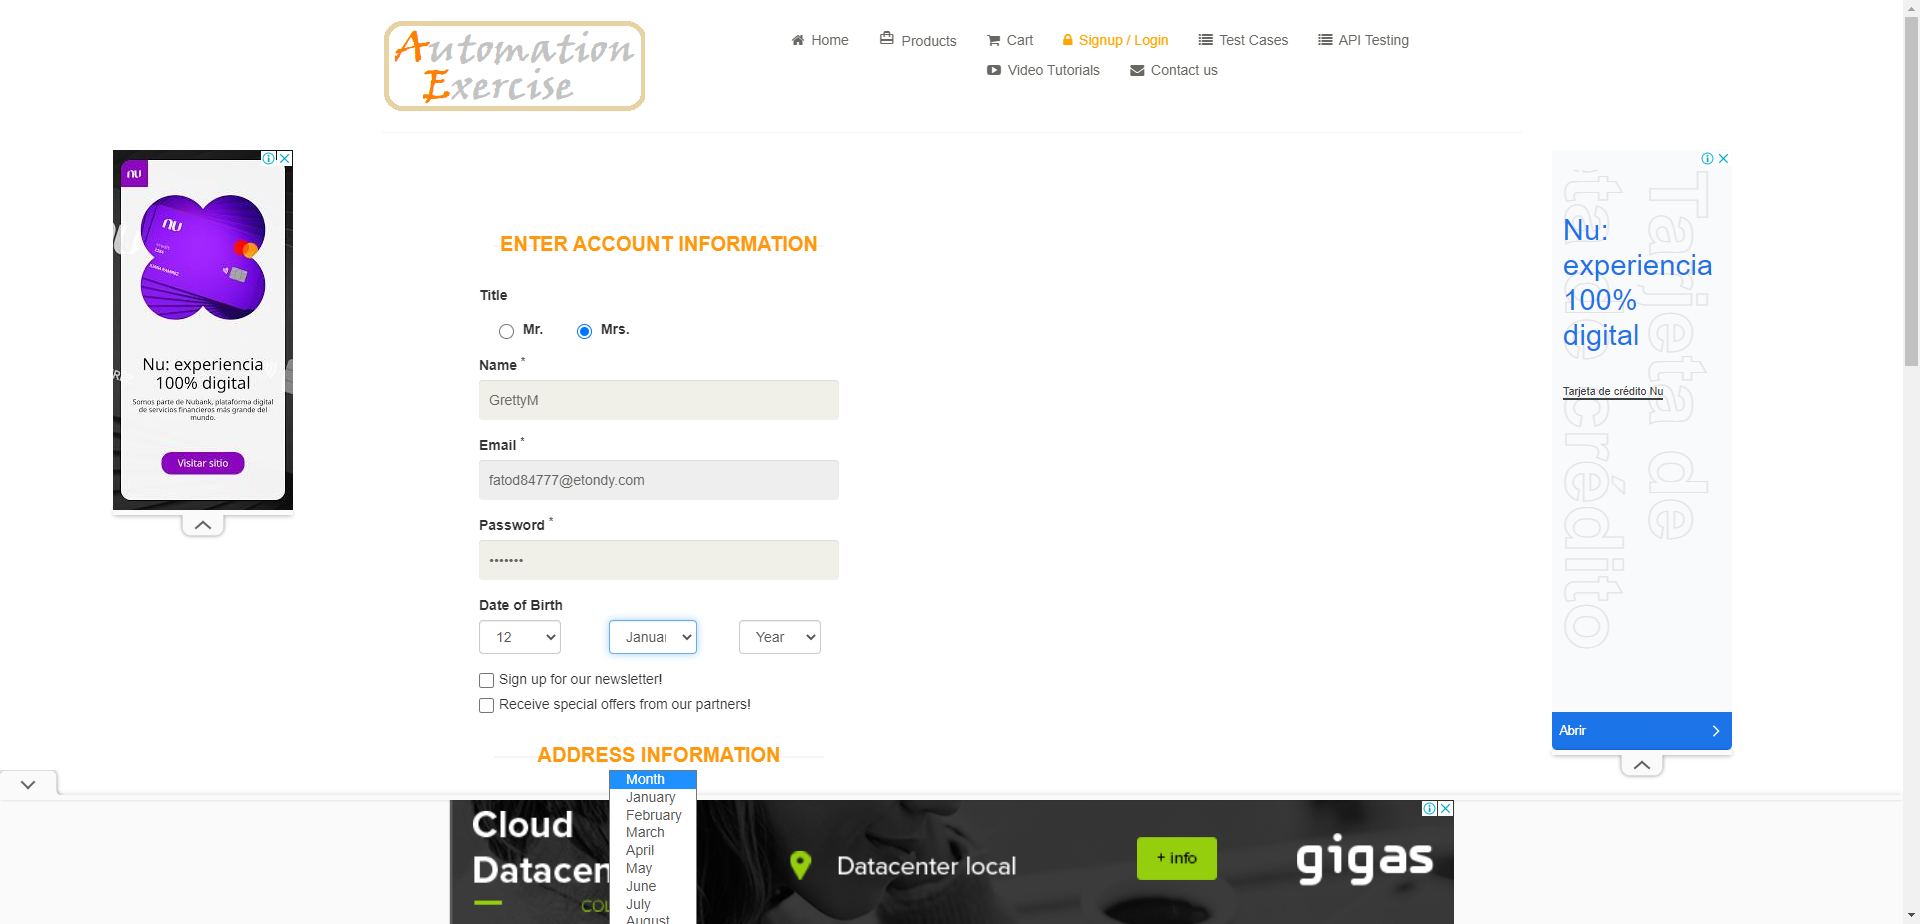 Automation
Exercise
Home
Products
Cart
Signup / Login
Test Cases
API Testing
Video Tutorials
Contact us
nu
nu
Nu: experiencia
100% digital
Somos parte de Nubank, plataforma digital
de servicios financieros más grande del
mundo.
Visitar sitio
ENTER ACCOUNT INFORMATION
Title
Mr.
Mrs.
Name *
GrettyM
Email *
fatod84777@etondy.com
Password *
•••••••
Date of Birth
12
Januar
Year
Sign up for our newsletter!
Receive special offers from our partners!
ADDRESS INFORMATION
Month
January
February
March
April
May
June
July
August
Tarjeta de
crédito
Nu:
experiencia
100%
digital
Tarjeta de crédito Nu
Abrir
Cloud
Datacen
COL
Datacenter local
+ info
gigas